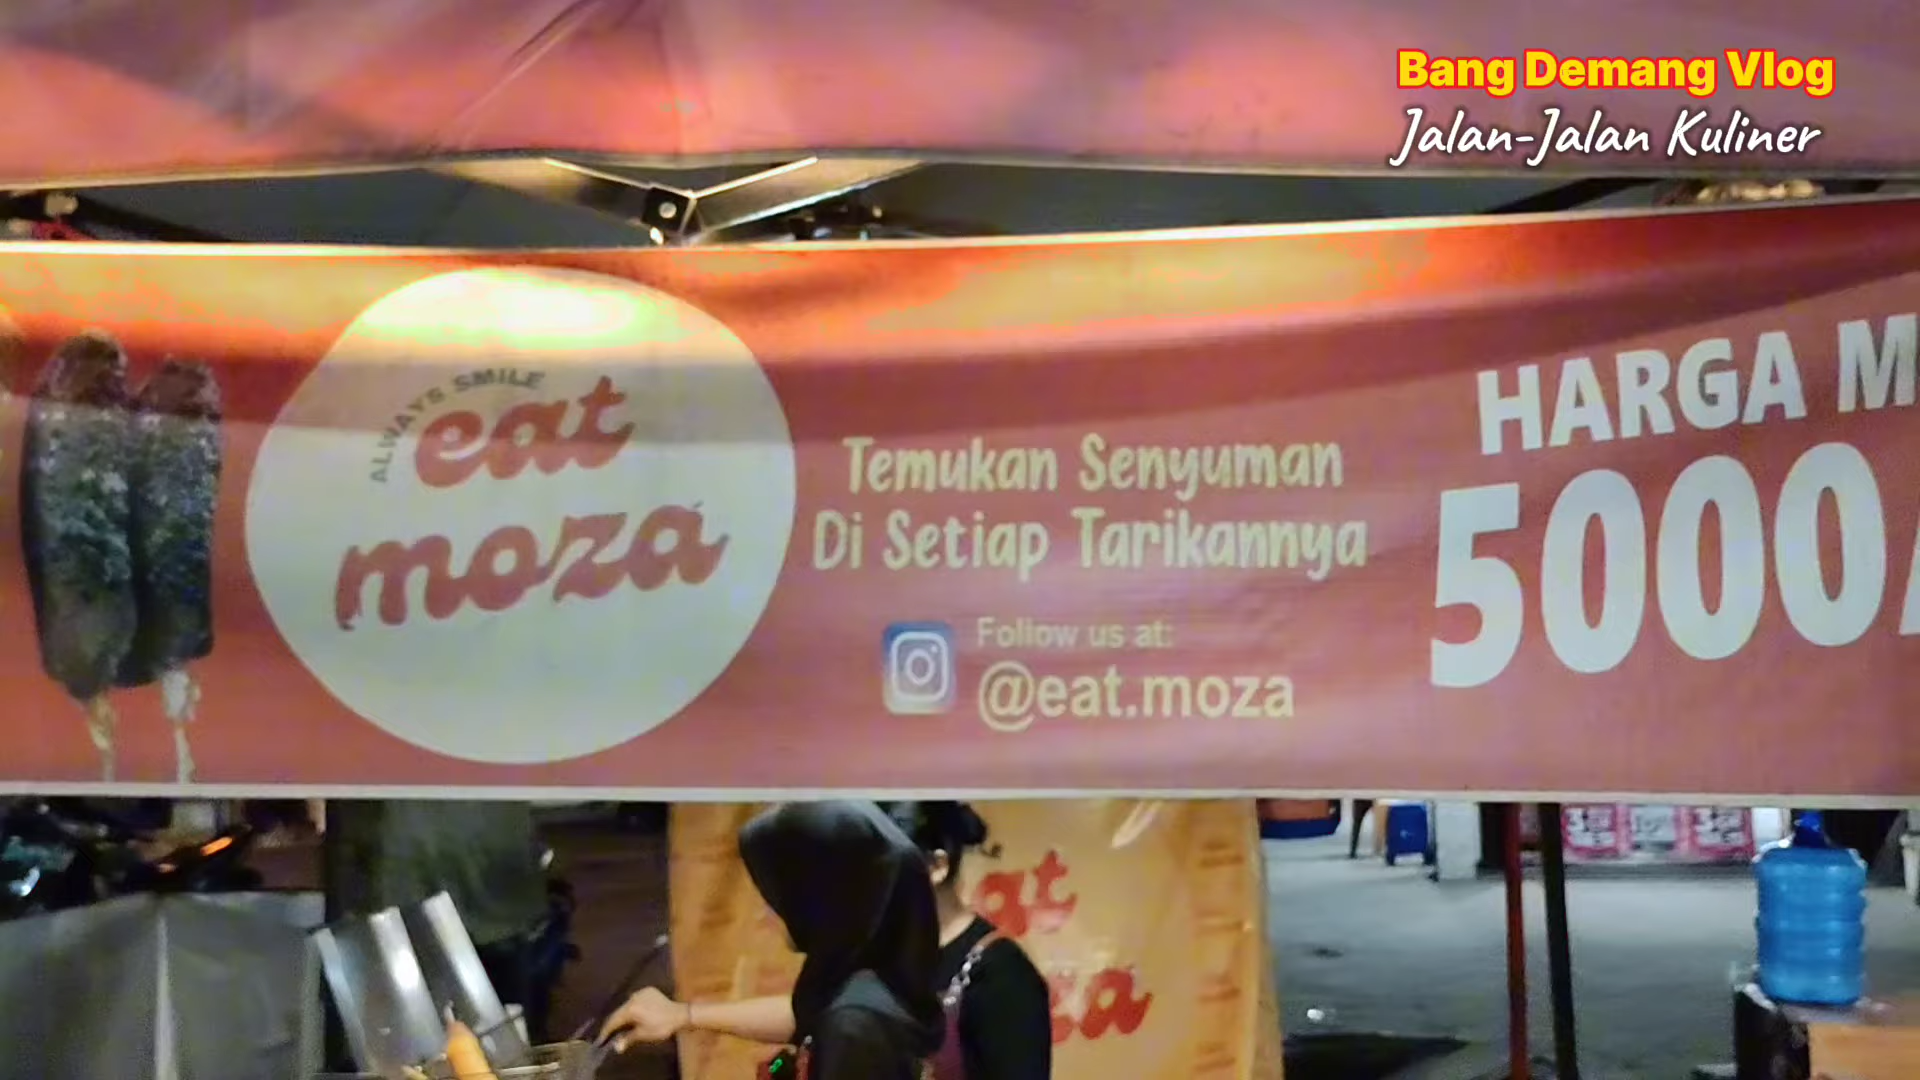 Bang Demang Vlog
Jalan-Jalan Kuliner
ALWAYS SMILE
eat
moza
Temukan Senyuman
Di Setiap Tarikannya
Follow us at:
@eat.moza
HARGA M
5000